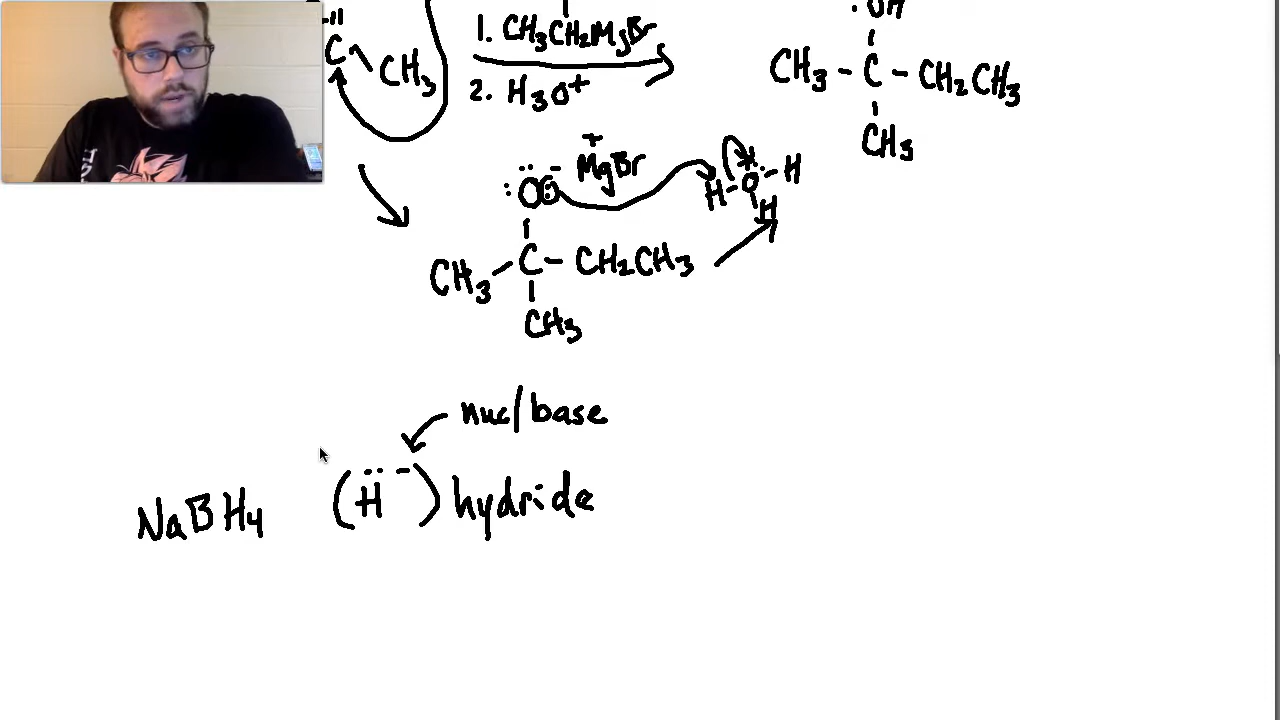 1. CH3CH2MgBr
2. H3O+
C
CH3
: OH
CH3 - C - CH2CH3
CH3
:O⊖ MgBr +
H - O - H
H
CH3 - C - CH2CH3
CH3
nuc/base
NaBH4 (H:⁻) hydride